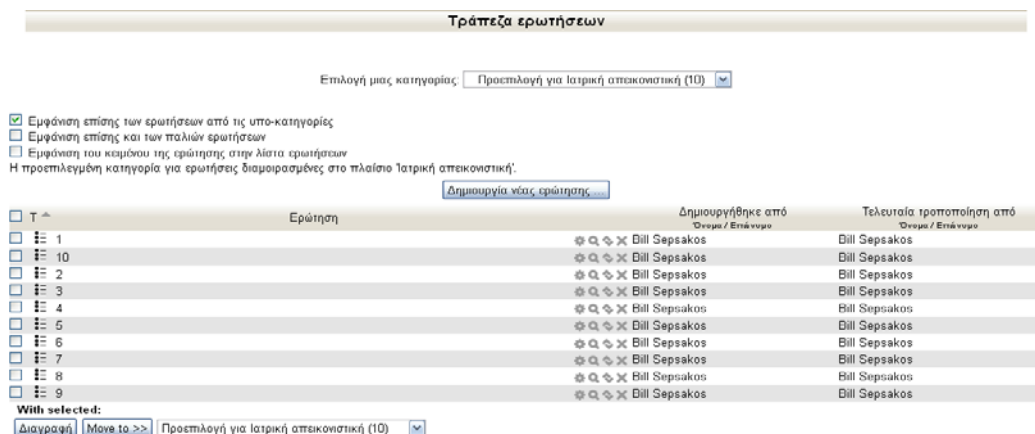 Τράπεζα ερωτήσεων
Επιλογή μιας κατηγορίας: Προεπιλογή για Ιατρική απεικονιστική (10)
Εμφάνιση επίσης των ερωτήσεων από τις υπο-κατηγορίες
Εμφάνιση επίσης και των παλιών ερωτήσεων
Εμφάνιση του κειμένου της ερώτησης στην λίστα ερωτήσεων
Η προεπιλεγμένη κατηγορία για ερωτήσεις διαμοιρασμένες στο πλαίσιο 'Ιατρική απεικονιστική'.
Δημιουργία νέας ερώτησης ...
Τ Ερώτηση Δημιουργήθηκε από Τελευταία τροποποίηση από
Όνομα / Επώνυμο Όνομα / Επώνυμο
1 Bill Sepsakos Bill Sepsakos
10 Bill Sepsakos Bill Sepsakos
2 Bill Sepsakos Bill Sepsakos
3 Bill Sepsakos Bill Sepsakos
4 Bill Sepsakos Bill Sepsakos
5 Bill Sepsakos Bill Sepsakos
6 Bill Sepsakos Bill Sepsakos
7 Bill Sepsakos Bill Sepsakos
8 Bill Sepsakos Bill Sepsakos
9 Bill Sepsakos Bill Sepsakos
With selected:
Διαγραφή Move to >> Προεπιλογή για Ιατρική απεικονιστική (10)